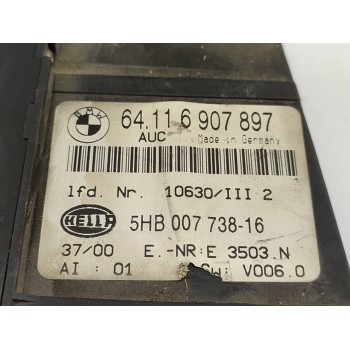 BMW
64.11 6 907 897
AUC Made in Germany
lfd. Nr. 10630/III 2
HELLA 5HB 007 738-16
37/00 E.-NR:E 3503.N
AI : 01 V006.0